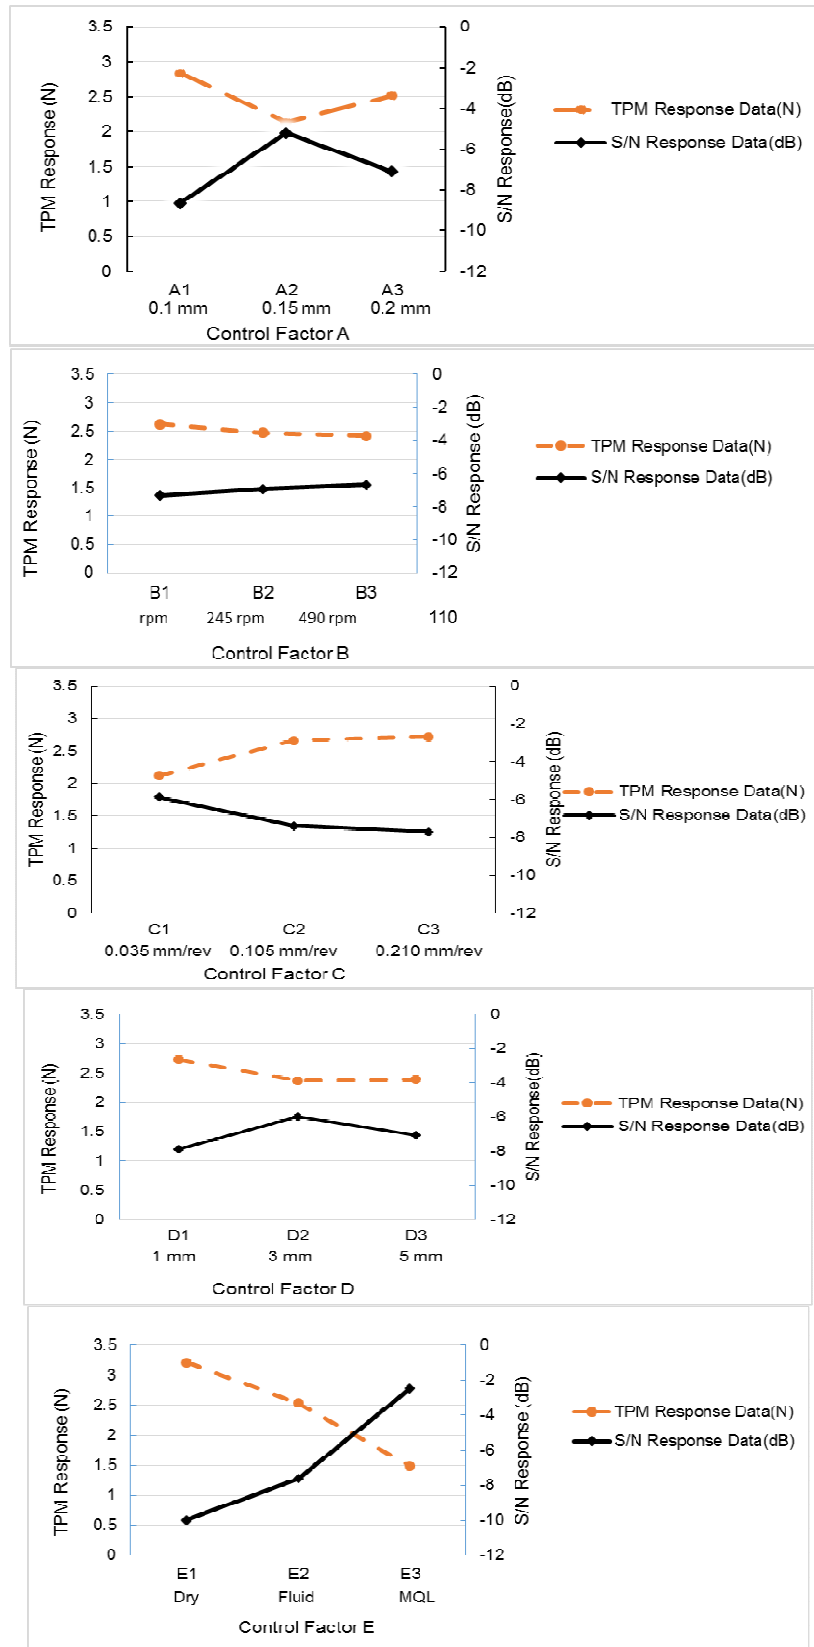 3.5
3
2.5
2
1.5
1
0.5
0
TPM Response (N)
0
-2
-4
-6
-8
-10
-12
S/N Response(dB)
A1 A2 A3
0.1 mm 0.15 mm 0.2 mm
Control Factor A
TPM Response Data(N)
S/N Response Data(dB)
3.5
3
2.5
2
1.5
1
0.5
0
TPM Response (N)
0
-2
-4
-6
-8
-10
-12
S/N Response (dB)
B1 B2 B3
rpm 245 rpm 490 rpm 110
Control Factor B
TPM Response Data(N)
S/N Response Data(dB)
3.5
3
2.5
2
1.5
1
0.5
0
TPM Response (N)
0
-2
-4
-6
-8
-10
-12
S/N Response (dB)
C1 C2 C3
0.035 mm/rev 0.105 mm/rev 0.210 mm/rev
Control Factor C
TPM Response Data(N)
S/N Response Data(dB)
3.5
3
2.5
2
1.5
1
0.5
0
TPM Response (N)
0
-2
-4
-6
-8
-10
-12
S/N Response(dB)
D1 D2 D3
1 mm 3 mm 5 mm
Control Factor D
TPM Response Data(N)
S/N Response Data(dB)
3.5
3
2.5
2
1.5
1
0.5
0
TPM Response (N)
0
-2
-4
-6
-8
-10
-12
S/N Response (dB)
E1 E2 E3
Dry Fluid MQL
Control Factor E
TPM Response Data(N)
S/N Response Data(dB)